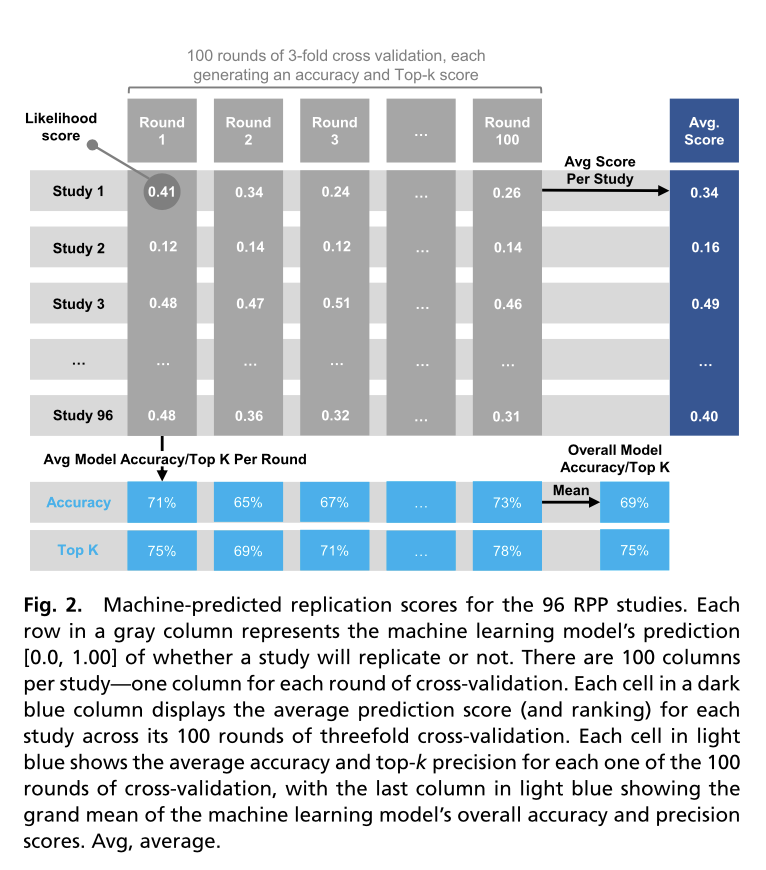 100 rounds of 3-fold cross validation, each
generating an accuracy and Top-k score
Likelihood
score
Round
1
Round
2
Round
3
...
Round
100
Avg Score
Per Study
Avg.
Score
Study 1 0.41 0.34 0.24 ... 0.26 0.34
Study 2 0.12 0.14 0.12 ... 0.14 0.16
Study 3 0.48 0.47 0.51 ... 0.46 0.49
... ... ... ... ... ... ...
Study 96 0.48 0.36 0.32 ... 0.31 0.40
Avg Model Accuracy/Top K Per Round
Overall Model
Accuracy/Top K
Accuracy 71% 65% 67% ... 73% Mean 69%
Top K 75% 69% 71% ... 78% 75%
Fig. 2. Machine-predicted replication scores for the 96 RPP studies. Each
row in a gray column represents the machine learning model's prediction
[0.0, 1.00] of whether a study will replicate or not. There are 100 columns
per study—one column for each round of cross-validation. Each cell in a dark
blue column displays the average prediction score (and ranking) for each
study across its 100 rounds of threefold cross-validation. Each cell in light
blue shows the average accuracy and top-k precision for each one of the 100
rounds of cross-validation, with the last column in light blue showing the
grand mean of the machine learning model's overall accuracy and precision
scores. Avg, average.